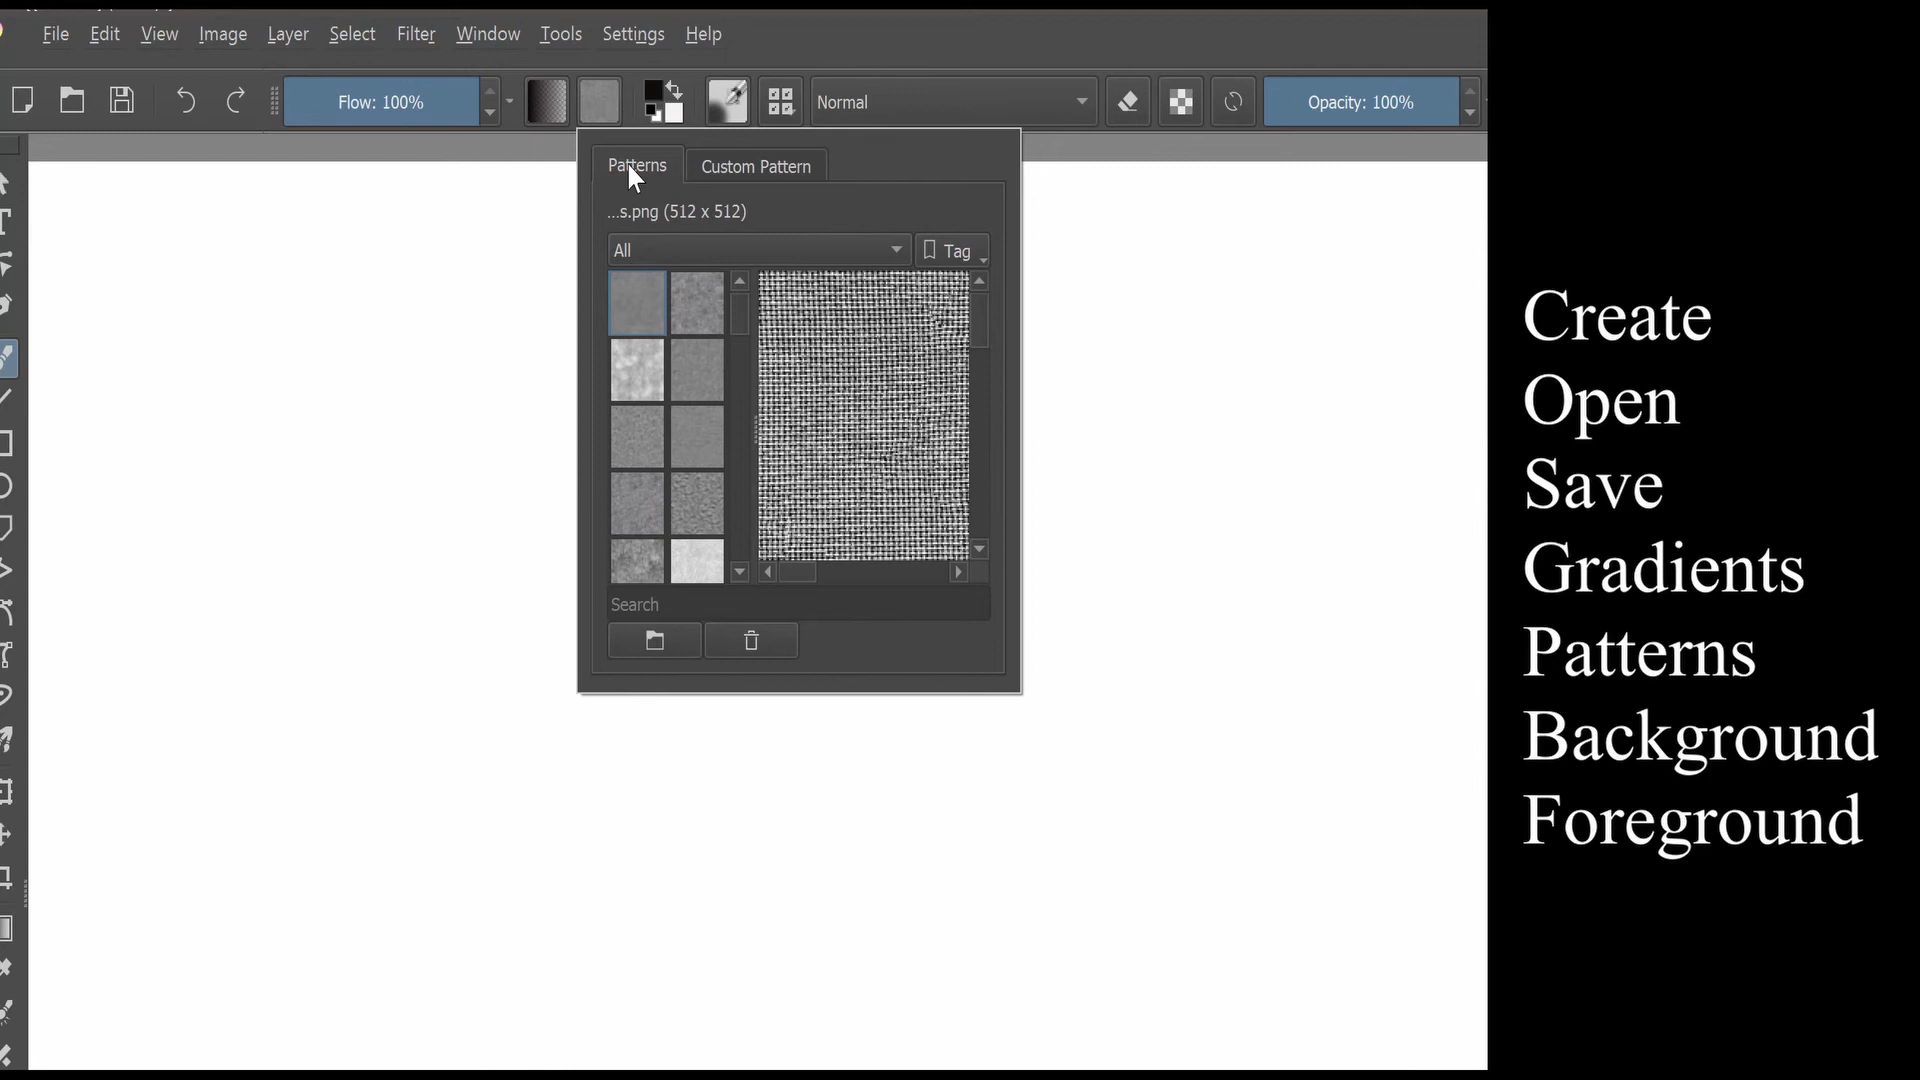 File Edit View Image Layer Select Filter Window Tools Settings Help
Flow: 100% Normal Opacity: 100%
Patterns Custom Pattern
...s.png (512 x 512)
All Tag
Search
Create
Open
Save
Gradients
Patterns
Background
Foreground